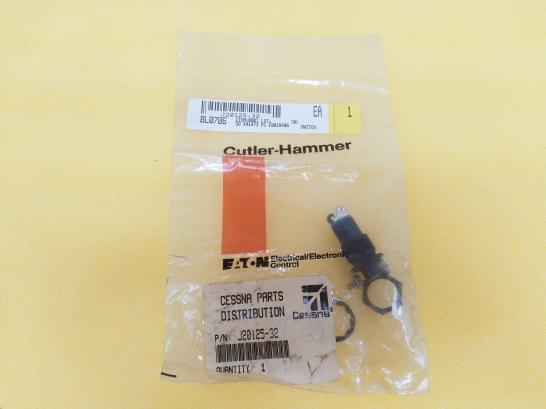 J20125-32
EA
1
BL0706
SWITCH
Cutler-Hammer
EATON Electrical/Electronic
Control
CESSNA PARTS
DISTRIBUTION
Cessna
P/N: J20125-32
QUANTITY: 1